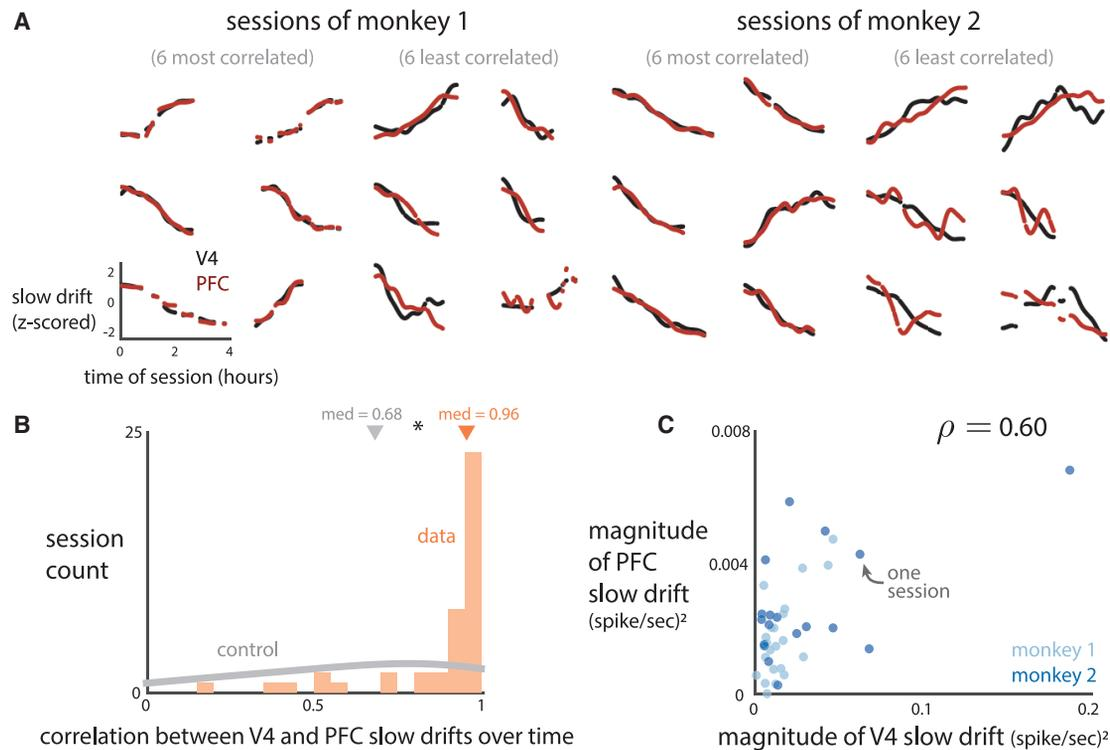 A
sessions of monkey 1
sessions of monkey 2
(6 most correlated)
(6 least correlated)
(6 most correlated)
(6 least correlated)
slow drift
(z-scored)
2
0
-2
V4
PFC
0
2
4
time of session (hours)
B
med = 0.68
*
med = 0.96
25
session
count
data
control
0
0
0.5
1
correlation between V4 and PFC slow drifts over time
C
ρ = 0.60
0.008
magnitude
of PFC
slow drift
(spike/sec)²
0.004
one
session
monkey 1
monkey 2
0
0
0.1
0.2
magnitude of V4 slow drift (spike/sec)²